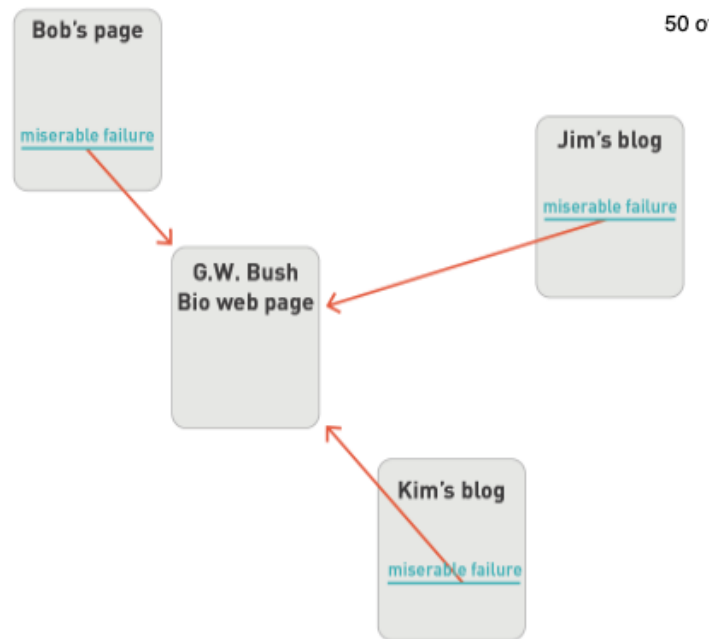 Bob's page
50 o
miserable failure
Jim's blog
miserable failure
G.W. Bush
Bio web page
Kim's blog
miserable failure